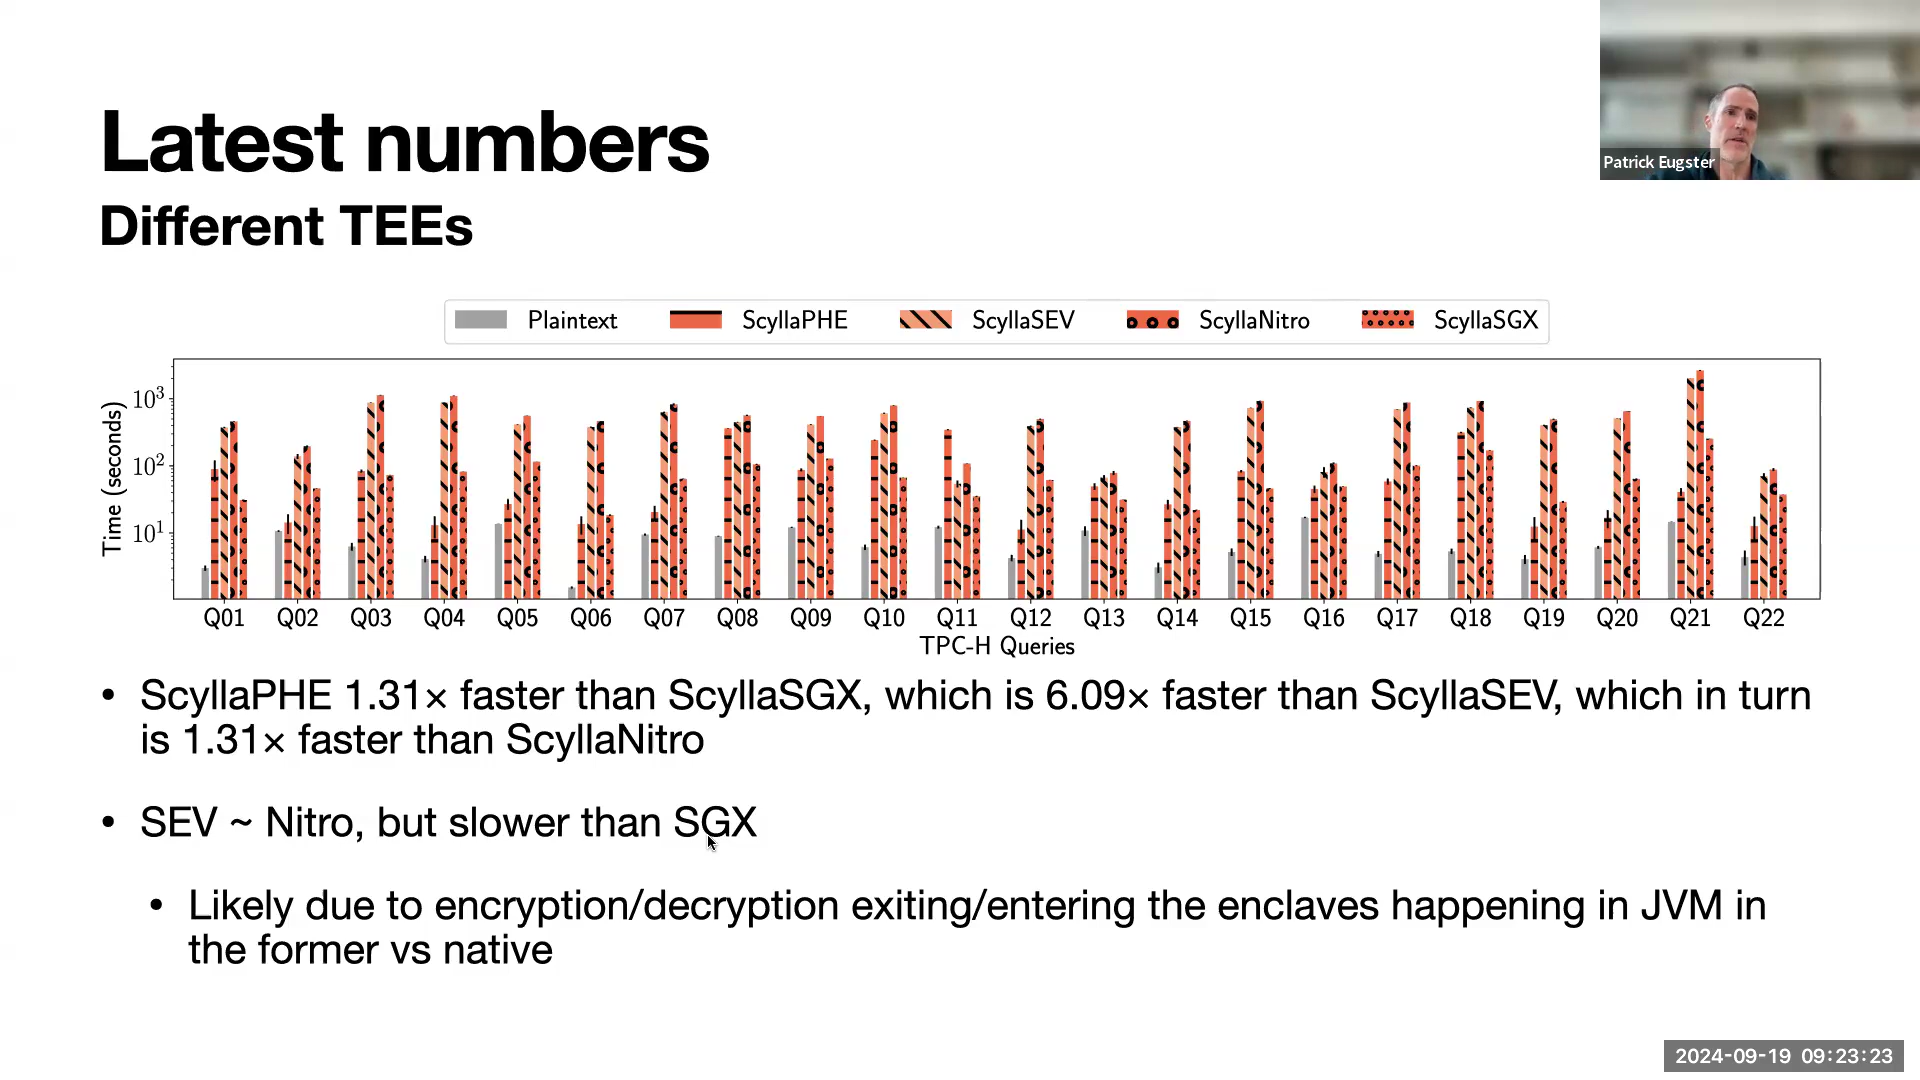 Latest numbers
Different TEEs
Patrick Eugster
Plaintext ScyllaPHE ScyllaSEV ScyllaNitro ScyllaSGX
Time (seconds)
10³
10²
10¹
Q01 Q02 Q03 Q04 Q05 Q06 Q07 Q08 Q09 Q10 Q11 Q12 Q13 Q14 Q15 Q16 Q17 Q18 Q19 Q20 Q21 Q22
TPC-H Queries
• ScyllaPHE 1.31× faster than ScyllaSGX, which is 6.09× faster than ScyllaSEV, which in turn
is 1.31× faster than ScyllaNitro
• SEV ~ Nitro, but slower than SGX
• Likely due to encryption/decryption exiting/entering the enclaves happening in JVM in
the former vs native
2024-09-19 09:23:23